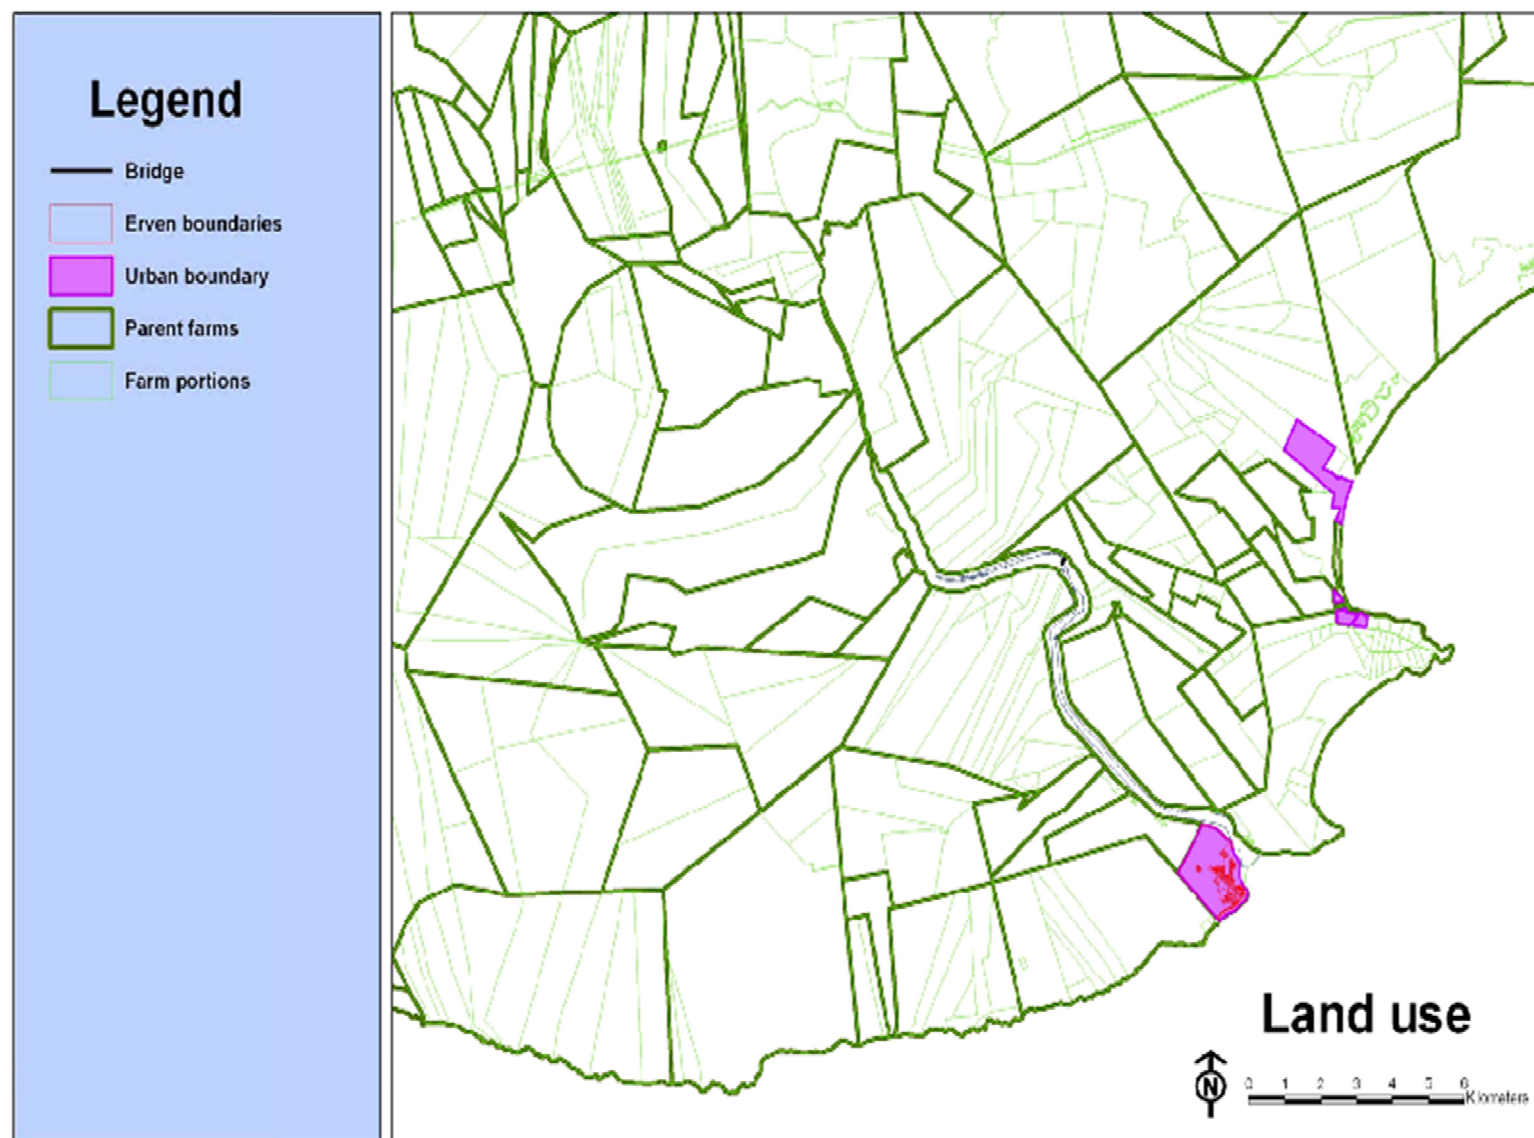 Legend
Bridge
Erven boundaries
Urban boundary
Parent farms
Farm portions
Land use
N
0 1 2 3 4 5 6
Kilometers